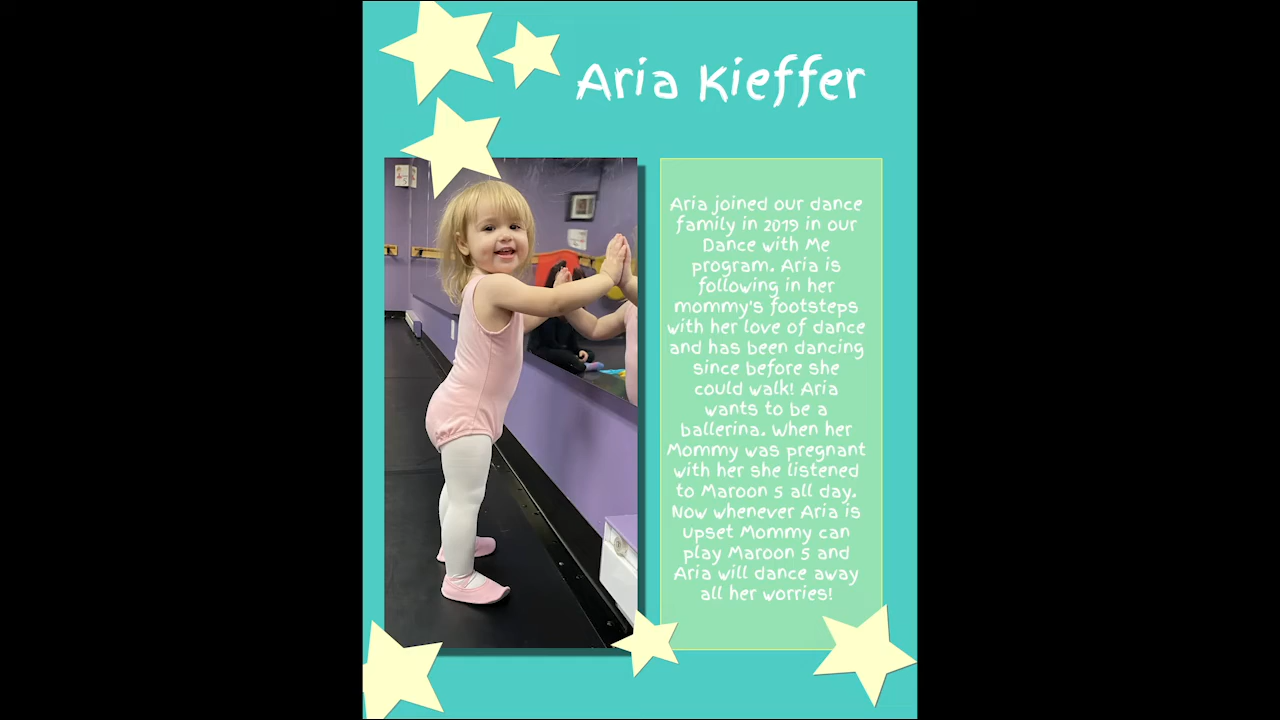 Aria Kieffer
Aria joined our dance
family in 2019 in our
Dance with Me
program. Aria is
following in her
mommy's footsteps
with her love of dance
and has been dancing
since before she
could walk! Aria
wants to be a
ballerina. When her
Mommy was pregnant
with her she listened
to Maroon 5 all day.
Now whenever Aria is
upset Mommy can
play Maroon 5 and
Aria will dance away
all her worries!